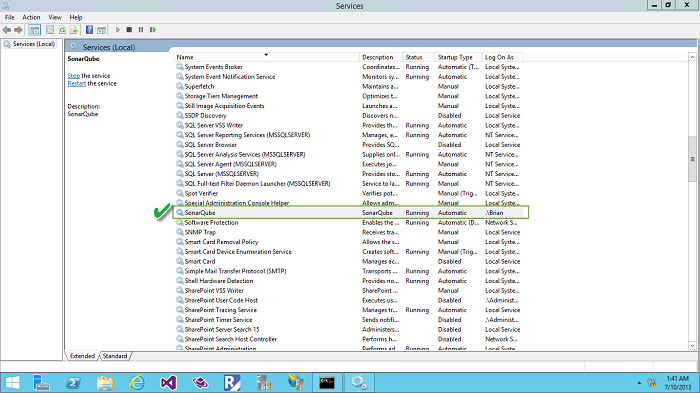 Services
File Action View Help
Services (Local)
Services (Local)
SonarQube
Stop the service
Restart the service
Description:
SonarQube
Name Description Status Startup Type Log On As
System Events Broker Coordinates... Running Automatic (T... Local Syste...
System Event Notification Service Monitors sy... Running Automatic Local Syste...
Superfetch Maintains a... Manual Local Syste...
Storage Tiers Management Optimizes t... Manual Local Syste...
Still Image Acquisition Events Launches a... Manual Local Syste...
SSDP Discovery Discovers n... Disabled Local Service
SQL Server VSS Writer Provides th... Running Automatic Local Syste...
SQL Server Reporting Services (MSSQLSERVER) Manages, e... Running Automatic NT Service...
SQL Server Browser Provides SQ... Disabled Local Service
SQL Server Analysis Services (MSSQLSERVER) Supplies onl... Running Automatic NT Service...
SQL Server Agent (MSSQLSERVER) Executes jo... Manual NT Service...
SQL Server (MSSQLSERVER) Provides sto... Running Automatic NT Service...
SQL Full-text Filter Daemon Launcher (MSSQLSERVER) Service to la... Running Manual NT Service...
Spot Verifier Verifies pot... Manual (Trig... Local Syste...
Special Administration Console Helper Allows adm... Manual Local Syste...
SonarQube SonarQube Running Automatic .\Brian
Software Protection Enables the ... Running Automatic (D... Network S...
SNMP Trap Receives tra... Manual Local Service
Smart Card Removal Policy Allows the s... Manual Local Syste...
Smart Card Device Enumeration Service Creates soft... Running Manual (Trig... Local Syste...
Smart Card Manages ac... Disabled Local Service
Simple Mail Transfer Protocol (SMTP) Transports ... Running Automatic Local Syste...
Shell Hardware Detection Provides no... Running Automatic Local Syste...
SharePoint VSS Writer SharePoint ... Manual Local Syste...
SharePoint User Code Host Executes us... Disabled .\Administ...
SharePoint Tracing Service Manages tr... Running Automatic Local Service
SharePoint Timer Service Sends notifi... Disabled .\Administ...
SharePoint Server Search 15 Administers... Disabled .\Administ...
SharePoint Search Host Controller Performs h... Disabled Network S...
SharePoint Administration Performs ad... Running Automatic Local Syste...
Extended Standard
1:41 AM
7/10/2013